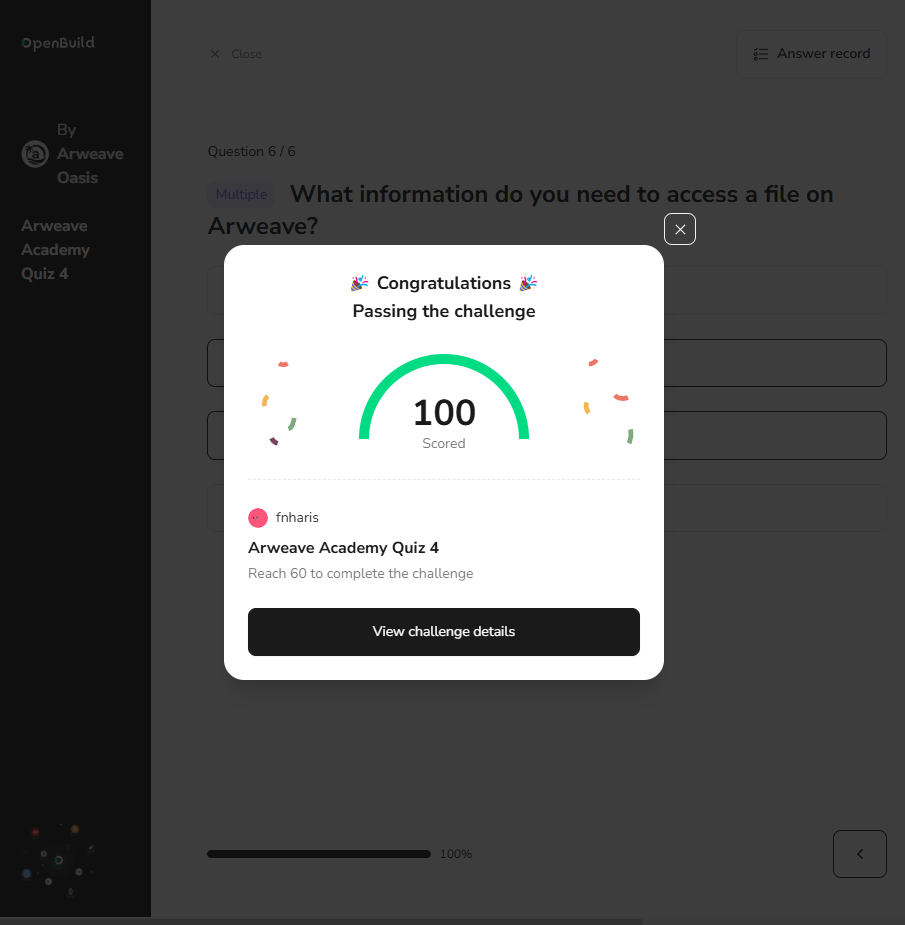 OpenBuild
By
Arweave
Oasis
Arweave
Academy
Quiz 4
Close
Answer record
Question 6 / 6
Multiple What information do you need to access a file on
Arweave?
🎉 Congratulations 🎉
Passing the challenge
100
Scored
fnharis
Arweave Academy Quiz 4
Reach 60 to complete the challenge
View challenge details
100%